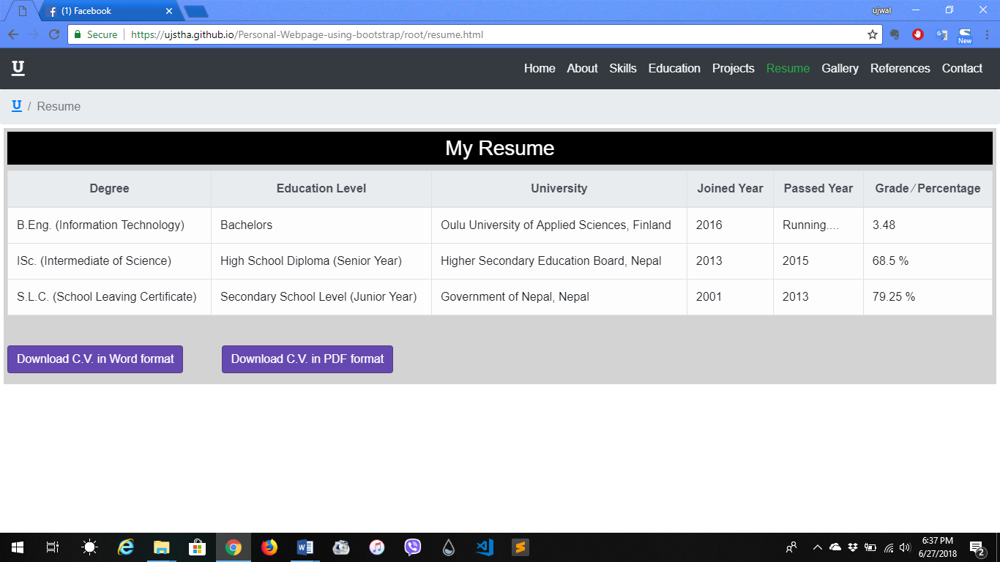 (1) Facebook
ujwal
Secure https://ujstha.github.io/Personal-Webpage-using-bootstrap/root/resume.html
New
U Home About Skills Education Projects Resume Gallery References Contact
U / Resume
My Resume
Degree Education Level University Joined Year Passed Year Grade ⁄ Percentage
B.Eng. (Information Technology) Bachelors Oulu University of Applied Sciences, Finland 2016 Running.... 3.48
ISc. (Intermediate of Science) High School Diploma (Senior Year) Higher Secondary Education Board, Nepal 2013 2015 68.5 %
S.L.C. (School Leaving Certificate) Secondary School Level (Junior Year) Government of Nepal, Nepal 2001 2013 79.25 %
Download C.V. in Word format Download C.V. in PDF format
6:37 PM
6/27/2018
2